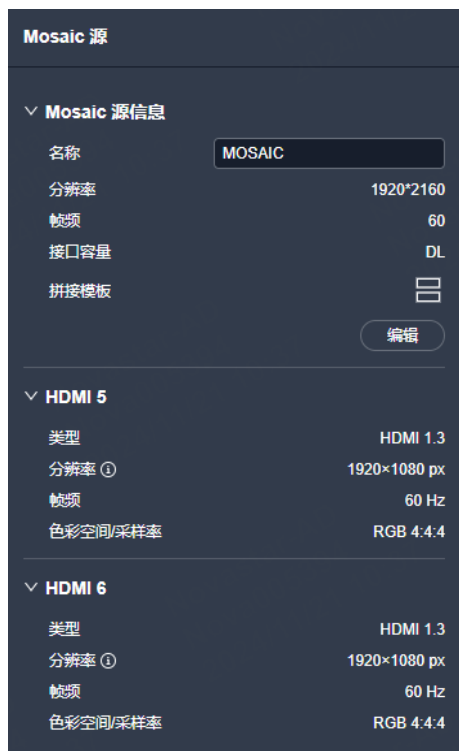 Mosaic 源
Mosaic 源信息
名称 MOSAIC
分辨率 1920*2160
帧频 60
接口容量 DL
拼接模板
编辑
HDMI 5
类型 HDMI 1.3
分辨率 1920×1080 px
帧频 60 Hz
色彩空间/采样率 RGB 4:4:4
HDMI 6
类型 HDMI 1.3
分辨率 1920×1080 px
帧频 60 Hz
色彩空间/采样率 RGB 4:4:4